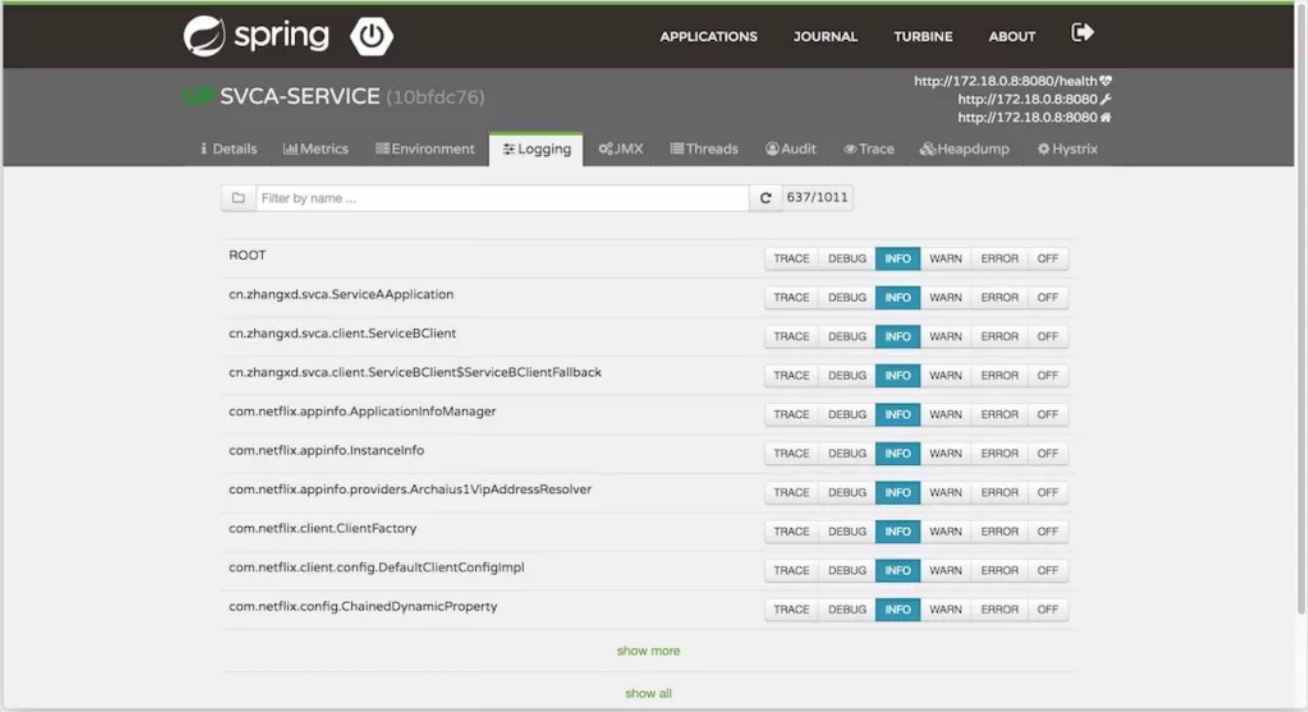 spring APPLICATIONS JOURNAL TURBINE ABOUT
UP SVCA-SERVICE (10bfdc76)
http://172.18.0.8:8080/health
http://172.18.0.8:8080
http://172.18.0.8:8080
Details Metrics Environment Logging JMX Threads Audit Trace Heapdump Hystrix
Filter by name ... 637/1011
ROOT TRACE DEBUG INFO WARN ERROR OFF
cn.zhangxd.svca.ServiceAApplication TRACE DEBUG INFO WARN ERROR OFF
cn.zhangxd.svca.client.ServiceBClient TRACE DEBUG INFO WARN ERROR OFF
cn.zhangxd.svca.client.ServiceBClient$ServiceBClientFallback TRACE DEBUG INFO WARN ERROR OFF
com.netflix.appinfo.ApplicationInfoManager TRACE DEBUG INFO WARN ERROR OFF
com.netflix.appinfo.InstanceInfo TRACE DEBUG INFO WARN ERROR OFF
com.netflix.appinfo.providers.Archaius1VipAddressResolver TRACE DEBUG INFO WARN ERROR OFF
com.netflix.client.ClientFactory TRACE DEBUG INFO WARN ERROR OFF
com.netflix.client.config.DefaultClientConfigImpl TRACE DEBUG INFO WARN ERROR OFF
com.netflix.config.ChainedDynamicProperty TRACE DEBUG INFO WARN ERROR OFF
show more
show all